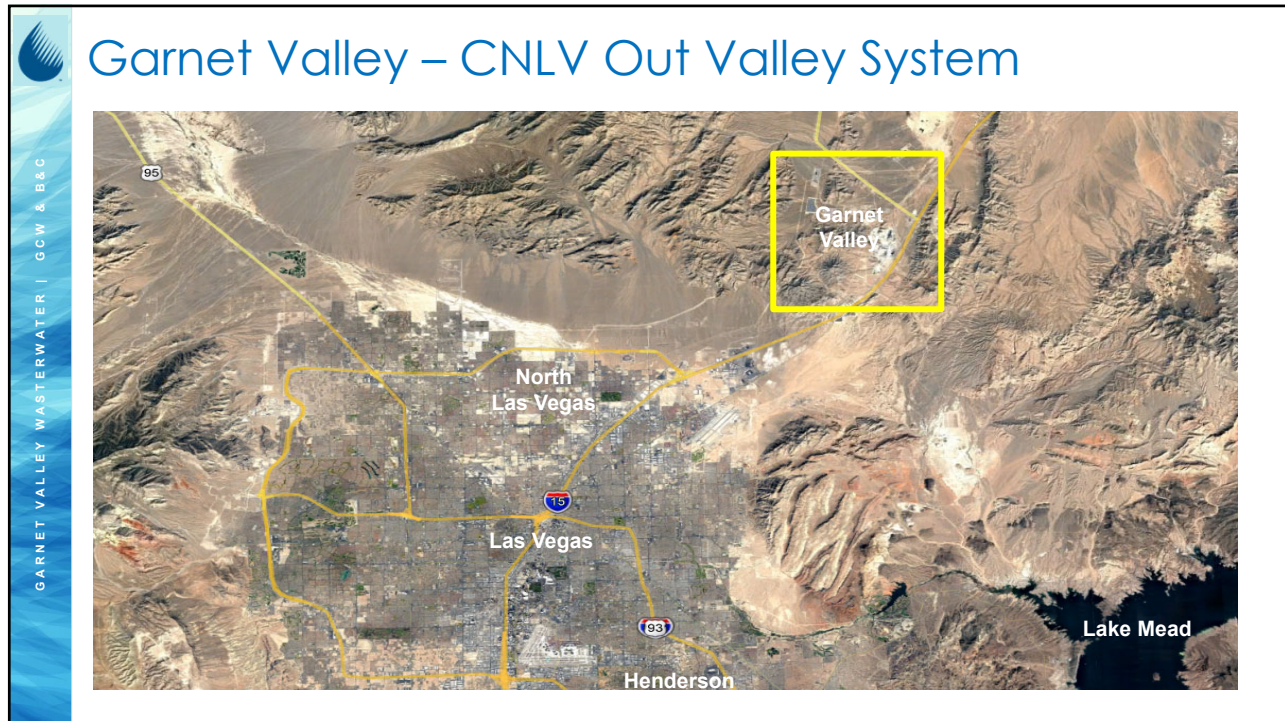 Garnet Valley – CNLV Out Valley System
GARNET VALLEY WASTERWATER | GCW & B&C
95
Garnet
Valley
North
Las Vegas
15
Las Vegas
93
Lake Mead
Henderson